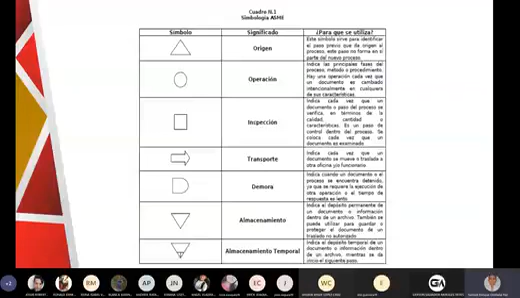 Cuadro N.1
Simbología ASME
Símbolo Significado ¿Para que se utiliza?
Origen
Este símbolo sirve para identificar
el paso previo que da origen al
proceso, este paso no forma en sí
parte del nuevo proceso.
Operación
Indica las principales fases del
proceso, método o procedimiento.
Hay una operación cada vez que
un documento es cambiado
intencionalmente en cualquiera
de sus características.
Inspección
Indica cada vez que un
documento o paso del proceso se
verifica, en términos de la
calidad, cantidad o
características. Es un paso de
control dentro del proceso. Se
coloca cada vez que un
documento es examinado
Transporte
Indica cada vez que un
documento se mueve o traslada a
otra oficina y/o funcionario
Demora
Indica cuando un documento o el
proceso se encuentra detenido,
ya que se requiere la ejecución de
otra operación o el tiempo de
respuesta es lento
Almacenamiento
Indica el depósito permanente de
un documento o información
dentro de un archivo. También se
puede utilizar para guardar o
proteger el documento de un
traslado no autorizado
Almacenamiento Temporal
Indica el depósito temporal de un
documento o información dentro
de un archivo, mientras se da
inicio el siguiente paso.
+2
RM
AP
JN
EC
J
WC
E
GA